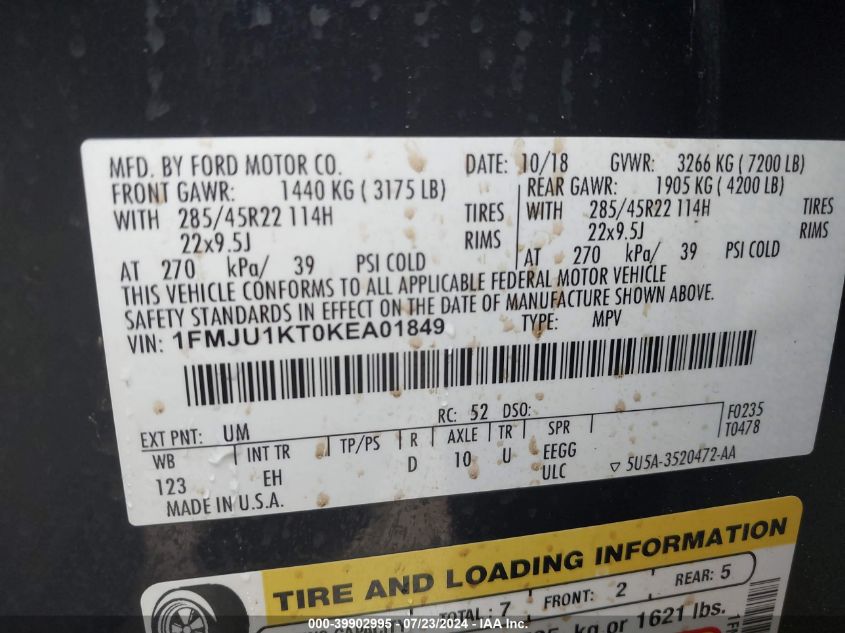 MFD. BY FORD MOTOR CO. DATE: 10/18 GVWR: 3266 KG ( 7200 LB)
FRONT GAWR: 1440 KG ( 3175 LB) REAR GAWR: 1905 KG ( 4200 LB)
WITH 285/45R22 114H TIRES WITH 285/45R22 114H TIRES
22x9.5J RIMS 22x9.5J RIMS
AT 270 kPa/ 39 PSI COLD AT 270 kPa/ 39 PSI COLD
THIS VEHICLE CONFORMS TO ALL APPLICABLE FEDERAL MOTOR VEHICLE
SAFETY STANDARDS IN EFFECT ON THE DATE OF MANUFACTURE SHOWN ABOVE.
VIN: 1FMJU1KT0KEA01849 TYPE: MPV
RC: 52 DSO: F0235
EXT PNT: UM T0478
WB INT TR TP/PS R AXLE TR SPR
123 EH D 10 U EEGG
ULC ▽ 5U5A-3520472-AA
MADE IN U.S.A.
TIRE AND LOADING INFORMATION
TOTAL : 7 FRONT: 2 REAR: 5
kg or 1621 lbs.
000-39902995 - 07/23/2024 - IAA Inc.